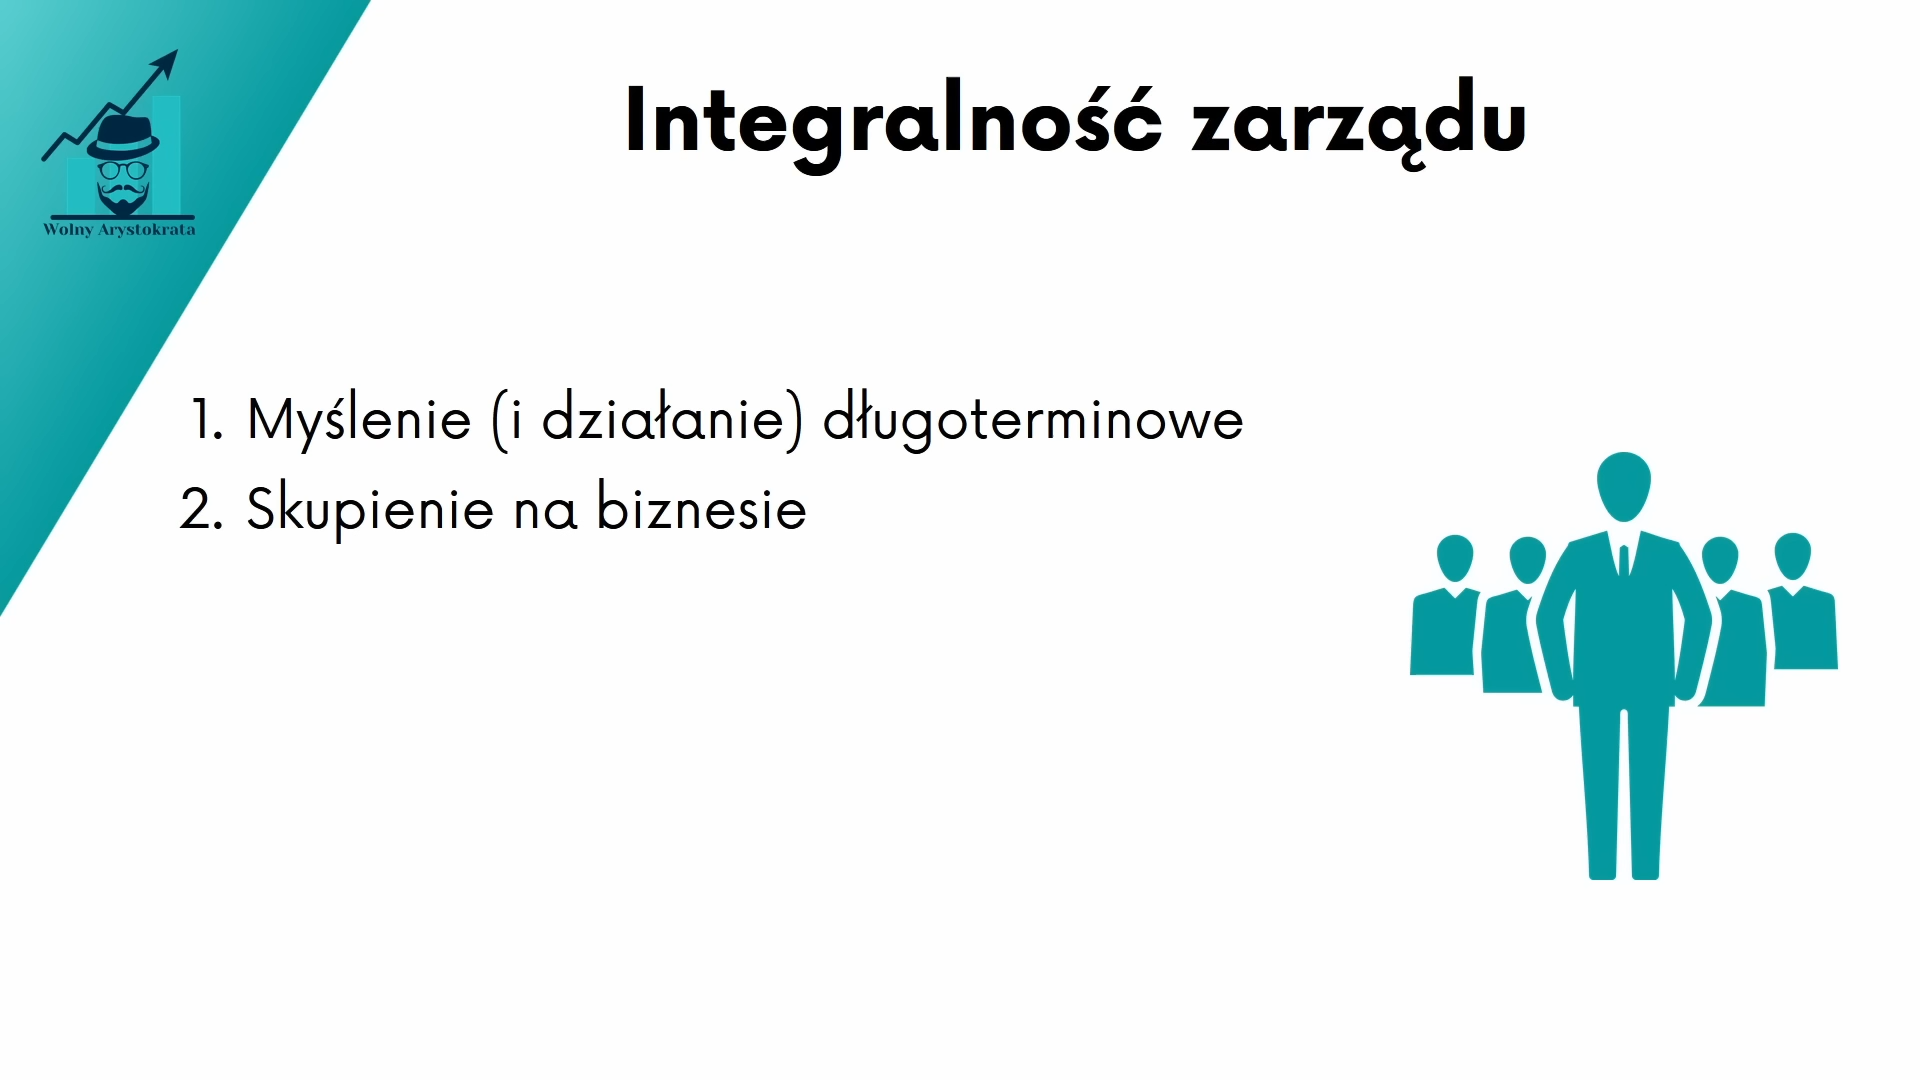 Integralność zarządu
Wolny Arystokrata
1. Myślenie (i działanie) długoterminowe
2. Skupienie na biznesie